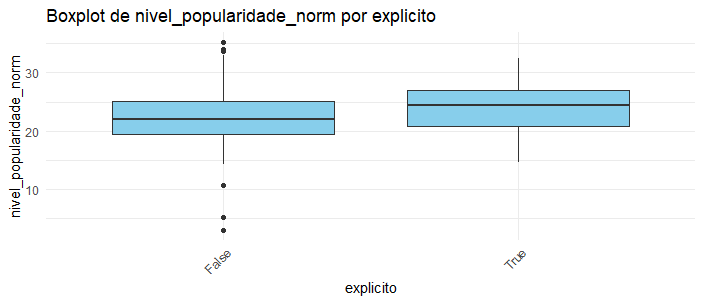 Boxplot de nivel_popularidade_norm por explicito
nivel_popularidade_norm
30
20
10
False
True
explicito